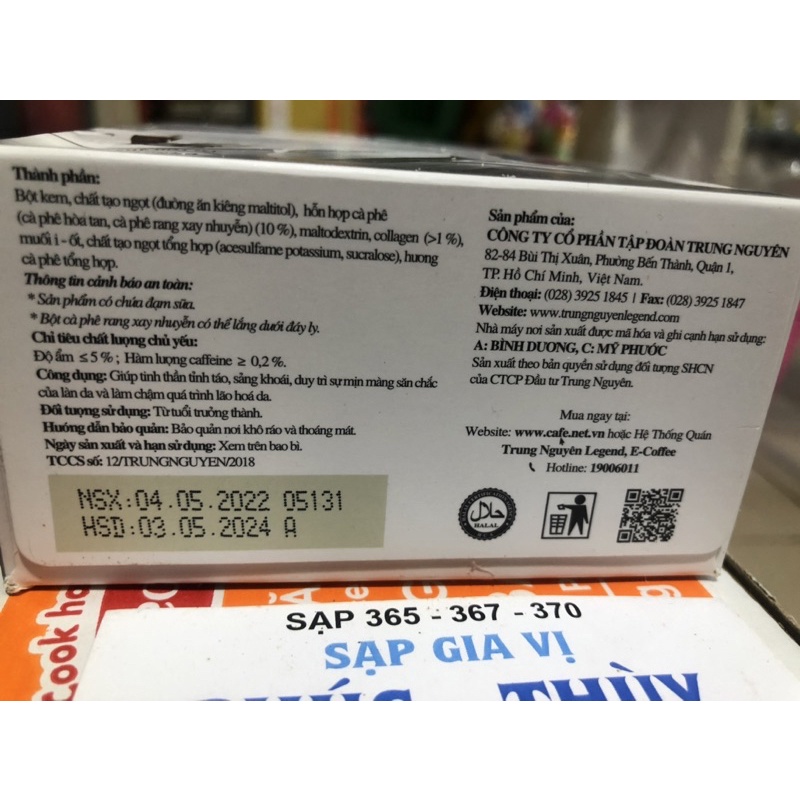 Thành phần:
Bột kem, chất tạo ngọt (đường ăn kiêng maltitol), hỗn hợp cà phê
(cà phê hòa tan, cà phê rang xay nhuyễn) (10 %), maltodextrin, collagen (>1 %),
muối i - ốt, chất tạo ngọt tổng hợp (acesulfame potassium, sucralose), hương
cà phê tổng hợp.
Thông tin cảnh báo an toàn:
* Sản phẩm có chứa đạm sữa.
* Bột cà phê rang xay nhuyễn có thể lắng dưới đáy ly.
Chỉ tiêu chất lượng chủ yếu:
Độ ẩm ≤ 5 % ; Hàm lượng caffeine ≥ 0,2 %.
Công dụng: Giúp tinh thần tỉnh táo, sảng khoái, duy trì sự mịn màng săn chắc
của làn da và làm chậm quá trình lão hoá da.
Đối tượng sử dụng: Từ tuổi trưởng thành.
Hướng dẫn bảo quản: Bảo quản nơi khô ráo và thoáng mát.
Ngày sản xuất và hạn sử dụng: Xem trên bao bì.
TCCS số: 12/TRUNGNGUYEN/2018
NSX:04.05.2022 05131
HSD:03.05.2024 A
Sản phẩm của:
CÔNG TY CỔ PHẦN TẬP ĐOÀN TRUNG NGUYÊN
82-84 Bùi Thị Xuân, Phường Bến Thành, Quận 1,
TP. Hồ Chí Minh, Việt Nam.
Điện thoại: (028) 3925 1845 | Fax: (028) 3925 1847
Website: www.trungnguyenlegend.com
Nhà máy nơi sản xuất được mã hóa và ghi cạnh hạn sử dụng:
A: BÌNH DƯƠNG, C: MỸ PHƯỚC
Sản xuất theo bản quyền sử dụng đối tượng SHCN
của CTCP Đầu tư Trung Nguyên.
Mua ngay tại:
Website: www.cafe.net.vn hoặc Hệ Thống Quán
Trung Nguyên Legend, E-Coffee
Hotline: 19006011
HALAL
cook
SẠP 365 - 367 - 370
SẠP GIA VỊ
THÙY